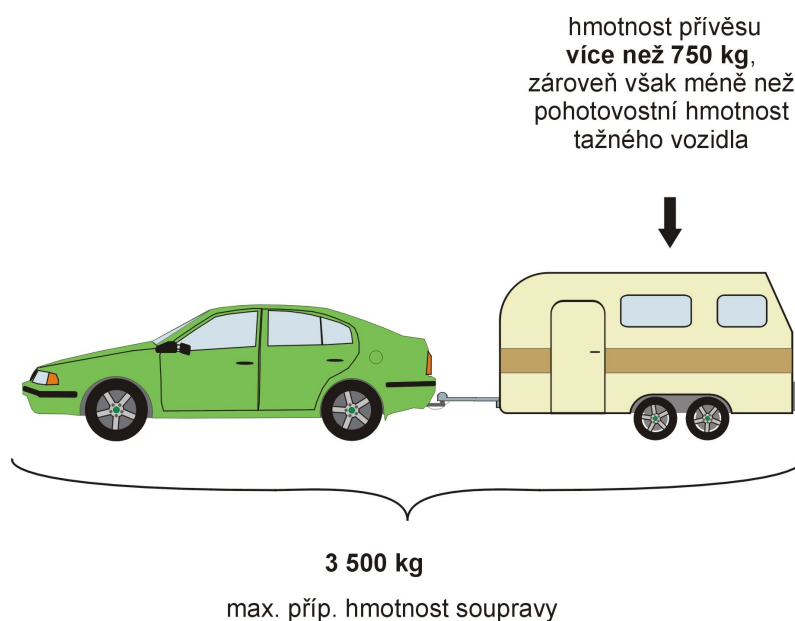 hmotnost přívěsu
více než 750 kg,
zároveň však méně než
pohotovostní hmotnost
tažného vozidla
3 500 kg
max. příp. hmotnost soupravy